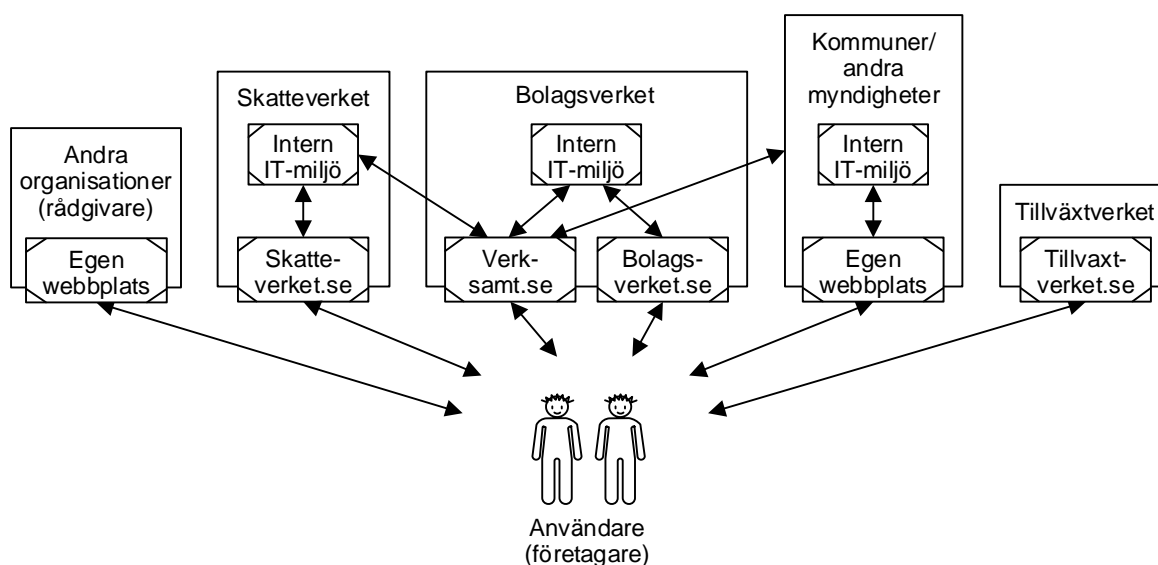 Andra
organisationer
(rådgivare)
Egen
webbplats
Skatteverket
Intern
IT-miljö
Skatte-
verket.se
Bolagsverket
Intern
IT-miljö
Verk-
samt.se
Bolags-
verket.se
Kommuner/
andra
myndigheter
Intern
IT-miljö
Egen
webbplats
Tillväxtverket
Tillvaxt-
verket.se
Användare
(företagare)